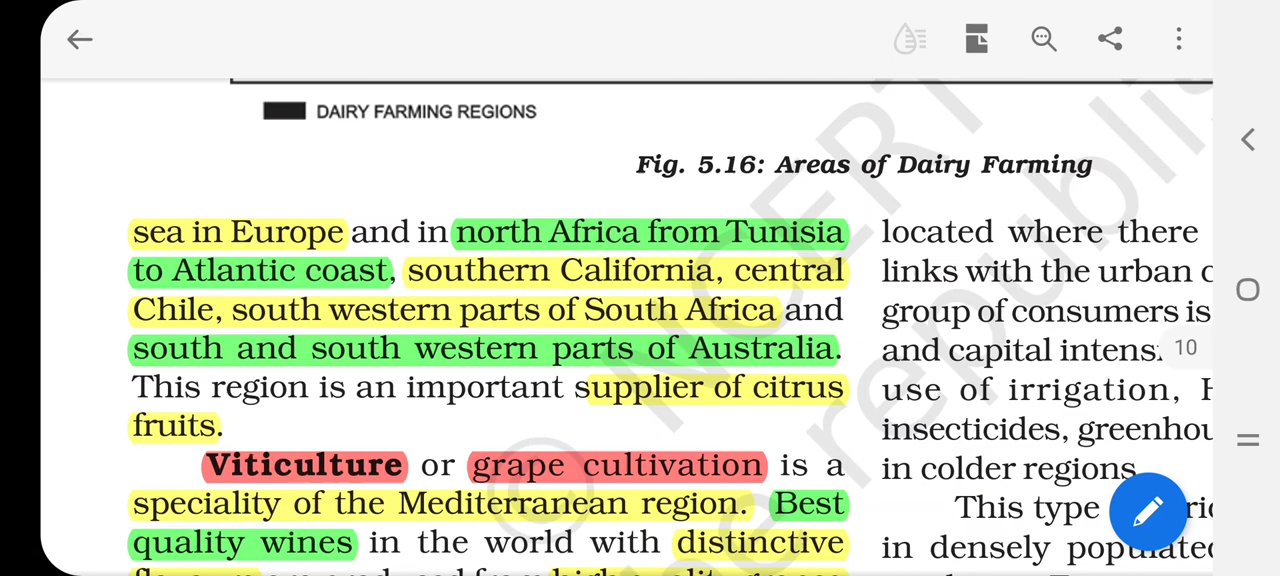 DAIRY FARMING REGIONS
Fig. 5.16: Areas of Dairy Farming
sea in Europe and in north Africa from Tunisia
to Atlantic coast, southern California, central
Chile, south western parts of South Africa and
south and south western parts of Australia.
This region is an important supplier of citrus
fruits.
Viticulture or grape cultivation is a
speciality of the Mediterranean region. Best
quality wines in the world with distinctive
located where there
links with the urban
group of consumers is
and capital
use of irrigation,
insecticides,
in colder regions.
This type
in densely
10
© NCERT